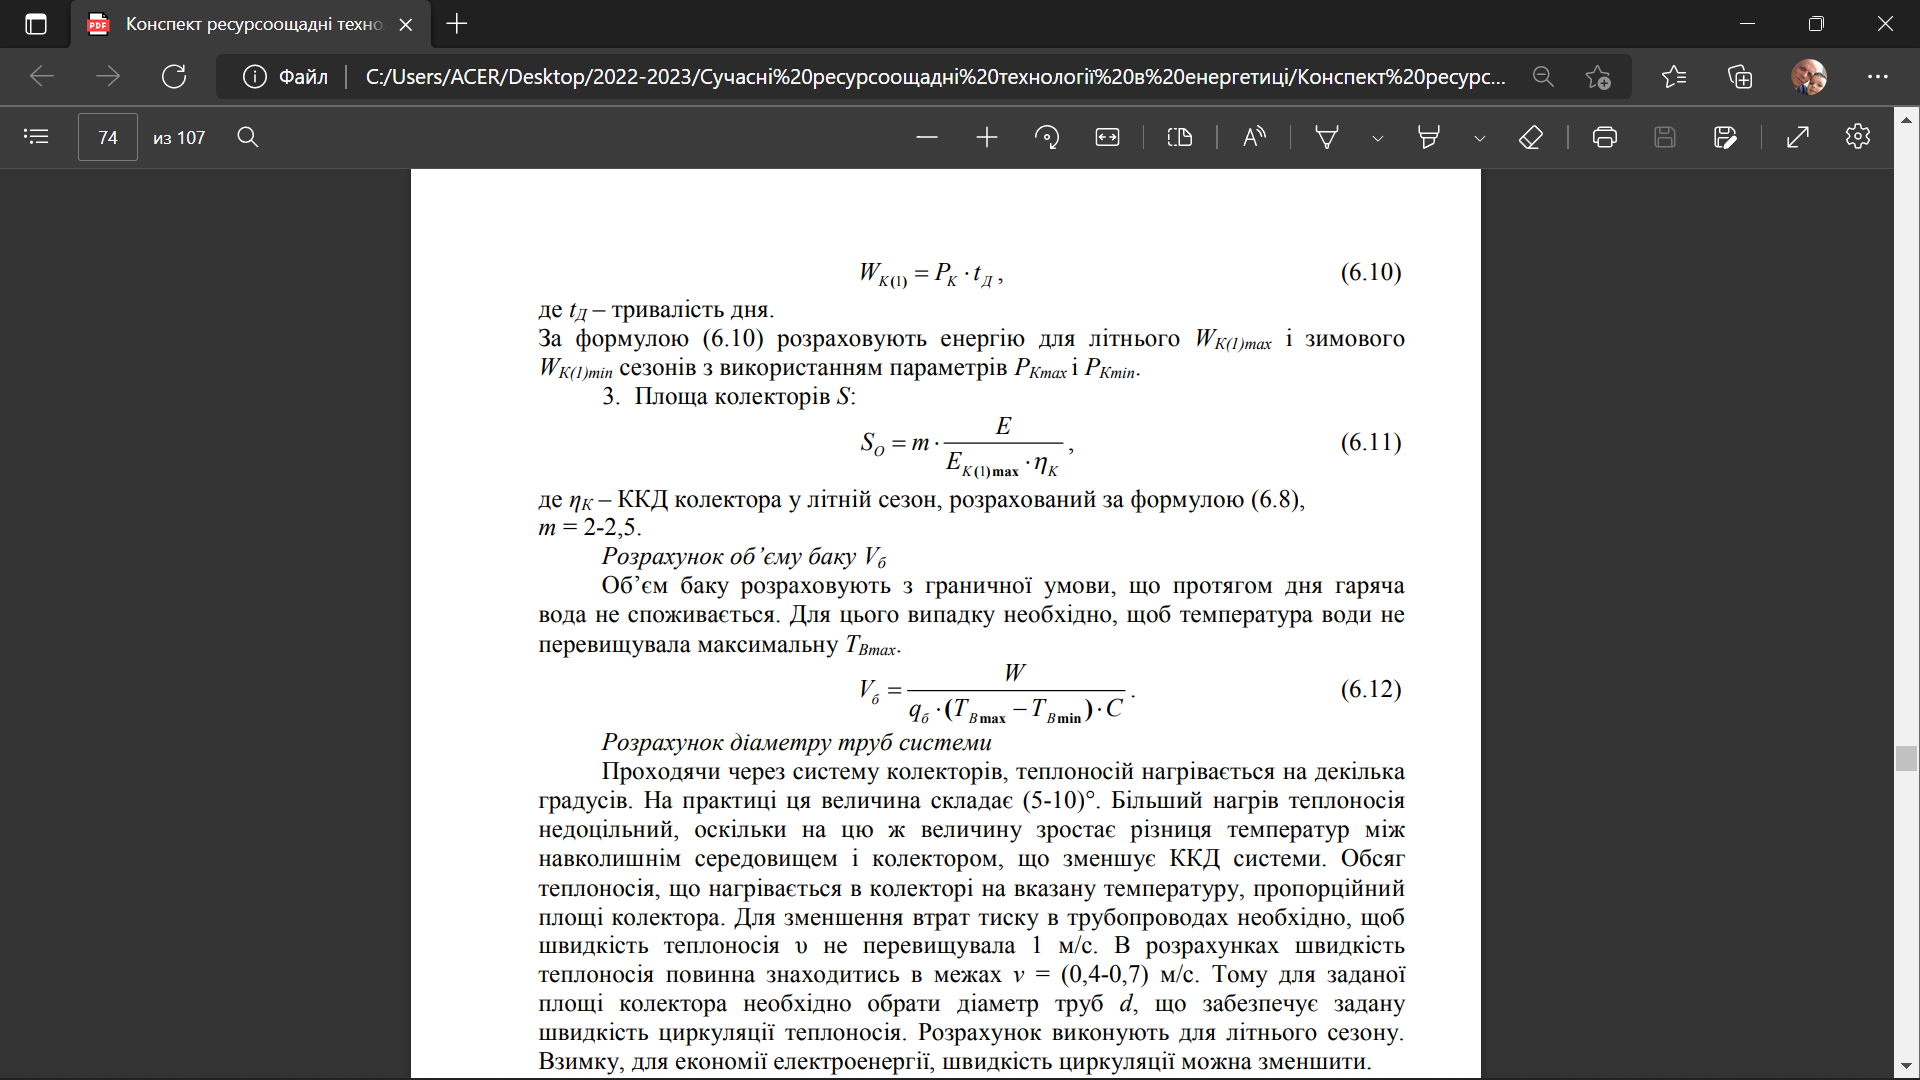 Конспект ресурсоощадні техно
Файл
C:/Users/ACER/Desktop/2022-2023/Сучасні%20ресурсоощадні%20технології%20в%20енергетиці/Конспект%20ресурс...
74 из 107
W_К(1) = P_К · t_Д , (6.10)
де t_Д – тривалість дня.
За формулою (6.10) розраховують енергію для літнього W_К(1)max і зимового
W_К(1)min сезонів з використанням параметрів P_Кmax і P_Кmin.
3. Площа колекторів S:
S_О = m · E / (E_К(1)max · η_К) , (6.11)
де η_К – ККД колектора у літній сезон, розрахований за формулою (6.8),
m = 2-2,5.
Розрахунок об’єму баку V_б
Об’єм баку розраховують з граничної умови, що протягом дня гаряча
вода не споживається. Для цього випадку необхідно, щоб температура води не
перевищувала максимальну T_Вmax.
V_б = W / (q_б · (T_Вmax − T_Вmin) · C) . (6.12)
Розрахунок діаметру труб системи
Проходячи через систему колекторів, теплоносій нагрівається на декілька
градусів. На практиці ця величина складає (5-10)°. Більший нагрів теплоносія
недоцільний, оскільки на цю ж величину зростає різниця температур між
навколишнім середовищем і колектором, що зменшує ККД системи. Обсяг
теплоносія, що нагрівається в колекторі на вказану температуру, пропорційний
площі колектора. Для зменшення втрат тиску в трубопроводах необхідно, щоб
швидкість теплоносія υ не перевищувала 1 м/с. В розрахунках швидкість
теплоносія повинна знаходитись в межах v = (0,4-0,7) м/с. Тому для заданої
площі колектора необхідно обрати діаметр труб d, що забезпечує задану
швидкість циркуляції теплоносія. Розрахунок виконують для літнього сезону.
Взимку, для економії електроенергії, швидкість циркуляції можна зменшити.